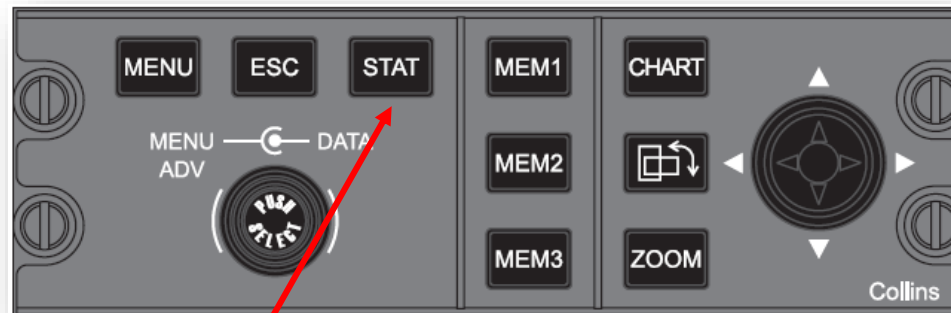 MENU ESC STAT MEM1 CHART
MENU DATA
ADV
PUSH
SELECT
MEM2
MEM3 ZOOM
Collins